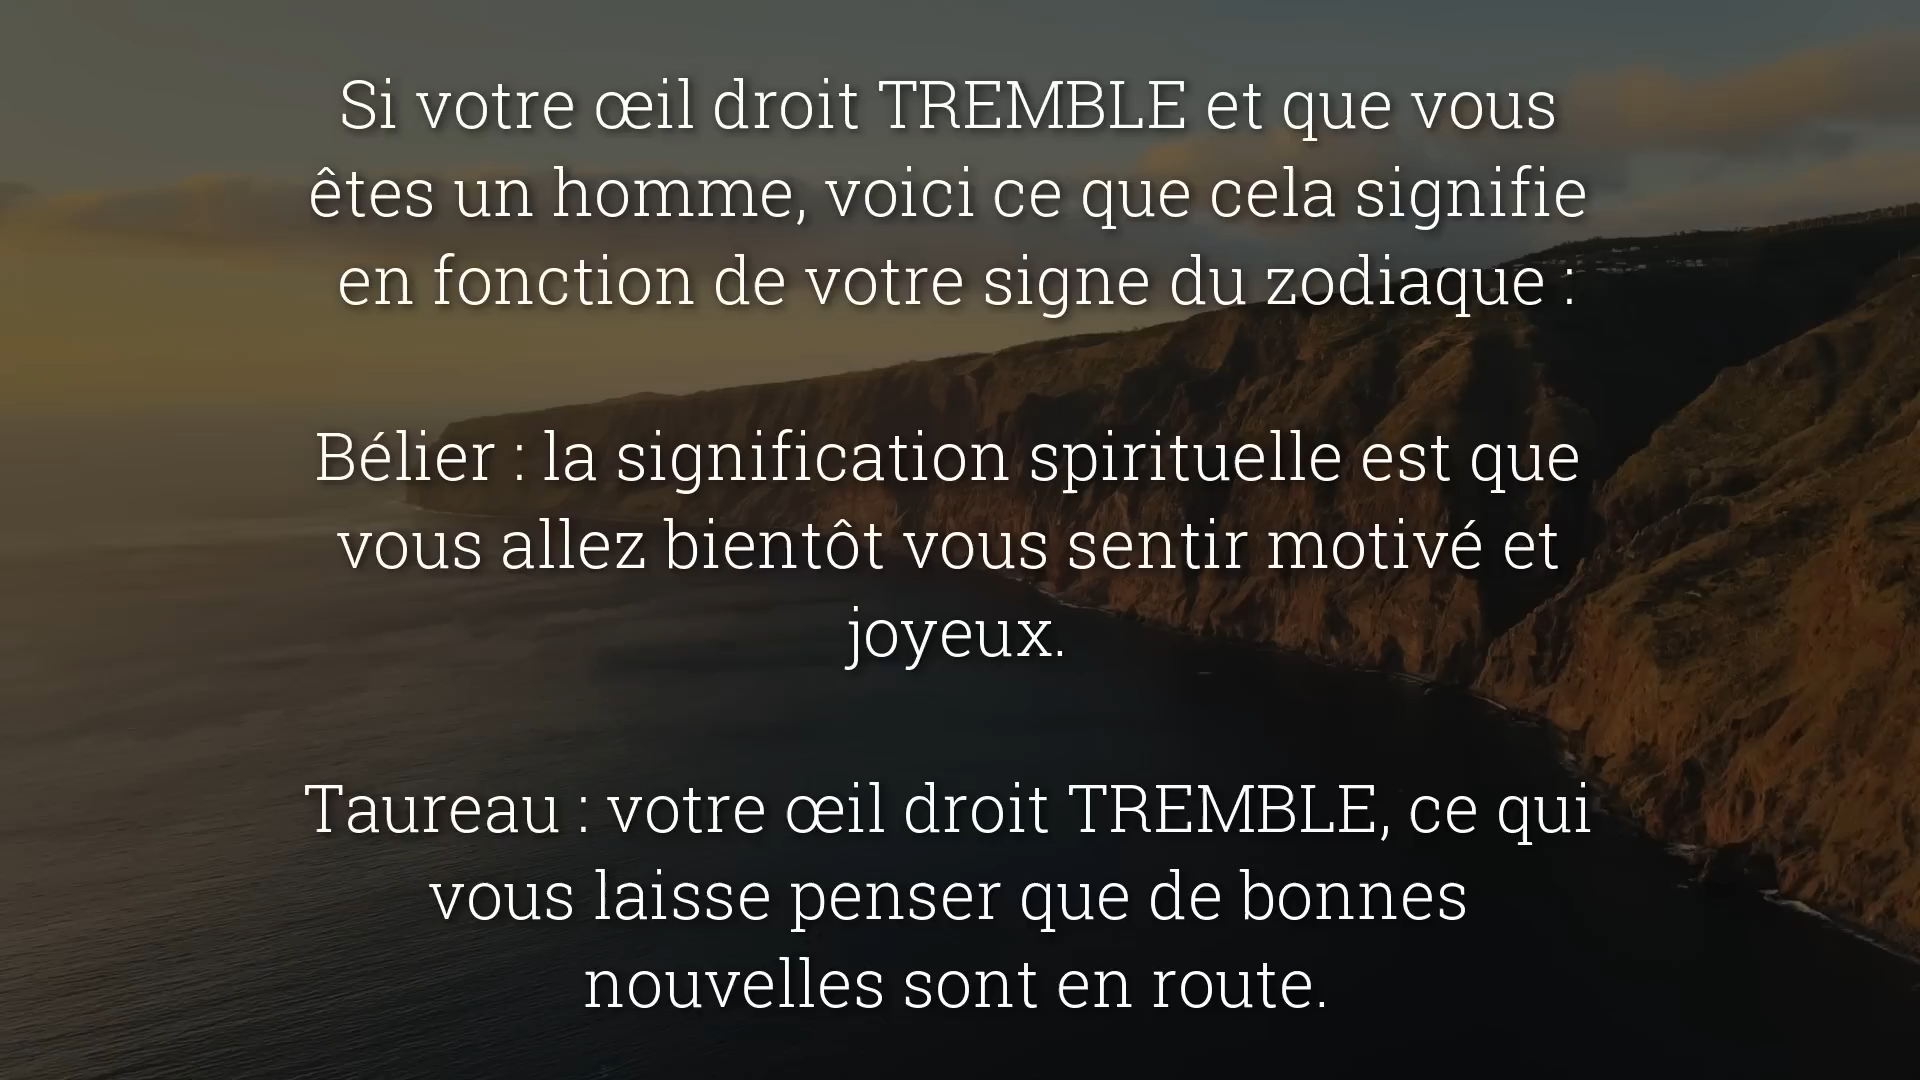 Si votre œil droit TREMBLE et que vous
êtes un homme, voici ce que cela signifie
en fonction de votre signe du zodiaque :
Bélier : la signification spirituelle est que
vous allez bientôt vous sentir motivé et
joyeux.
Taureau : votre œil droit TREMBLE, ce qui
vous laisse penser que de bonnes
nouvelles sont en route.